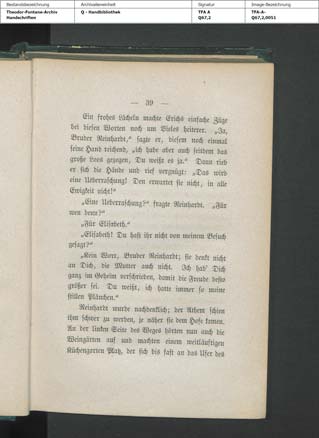 Bestandsbezeichnung
Archivalieneinheit
Signatur
Image-Bezeichnung
Theodor-Fontane-Archiv
Handschriften
Q - Handbibliothek
TFA A
Q67,2
TFA-A-
Q67,2,0051
— 39 —
Ein frohes Lächeln machte Erichs einfache Züge
bei diesen Worten noch um Vieles heiterer. „Ja,
Bruder Reinhardt,“ sagte er, diesem noch einmal
seine Hand reichend, „ich habe aber auch seitdem das
große Loos gezogen, Du weißt es ja.“ Dann rieb
er sich die Hände und rief vergnügt: „Das wird
eine Ueberraschung! Den erwartet sie nicht, in alle
Ewigkeit nicht!“
„Eine Ueberraschung?“ fragte Reinhardt. „Für
wen denn?“
„Für Elisabeth.“
„Elisabeth! Du hast ihr nicht von meinem Besuch
gesagt?“
„Kein Wort, Bruder Reinhardt; sie denkt nicht
an Dich, die Mutter auch nicht. Ich hab' Dich
ganz im Geheim verschrieben, damit die Freude desto
größer sei. Du weißt, ich hatte immer so meine
stillen Plänchen.“
Reinhardt wurde nachdenklich; der Athem schien
ihm schwer zu werden, je näher sie dem Hofe kamen.
An der linken Seite des Weges hörten nun auch die
Weingärten auf und machten einem weitläuftigen
Küchengarten Platz, der sich bis fast an das Ufer des